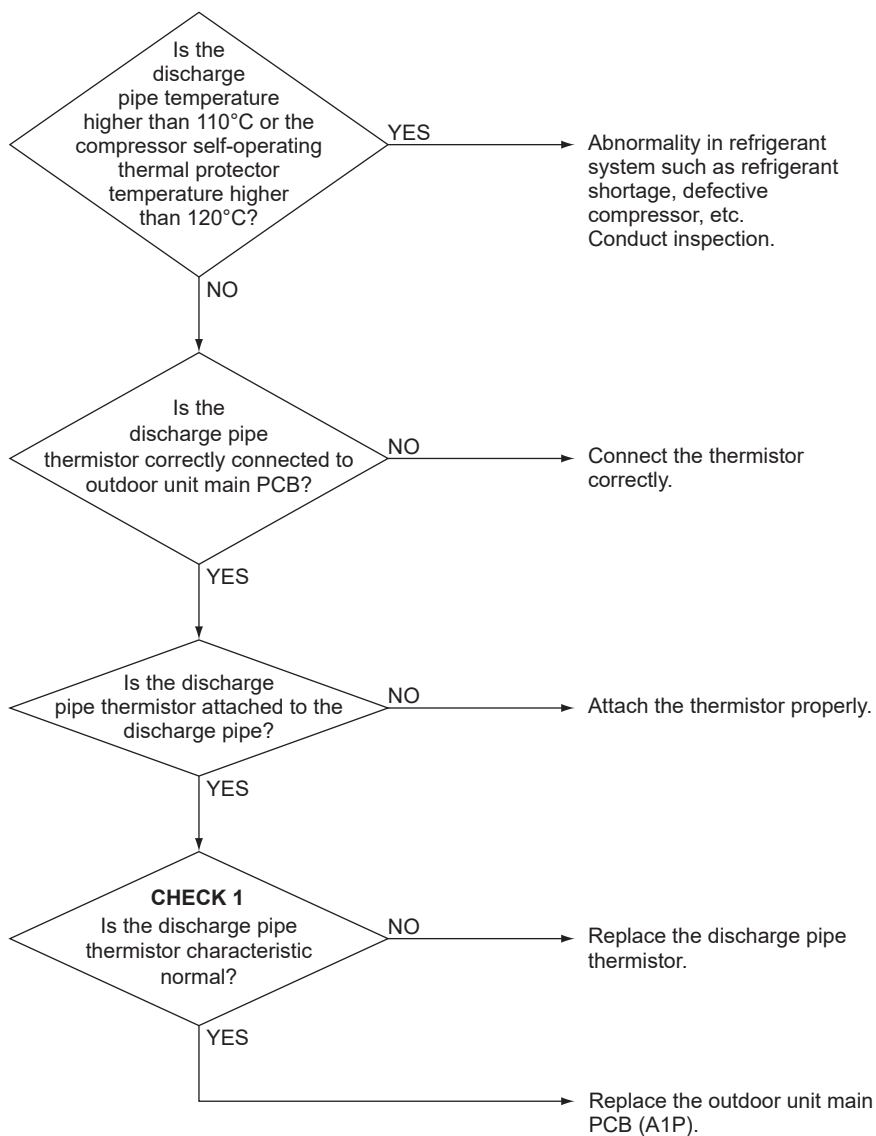 Is the
discharge
pipe temperature
higher than 110°C or the
compressor self-operating
thermal protector
temperature higher
than 120°C?
YES
Abnormality in refrigerant
system such as refrigerant
shortage, defective
compressor, etc.
Conduct inspection.
NO
Is the
discharge pipe
thermistor correctly connected to
outdoor unit main PCB?
NO
Connect the thermistor
correctly.
YES
Is the discharge
pipe thermistor attached to the
discharge pipe?
NO
Attach the thermistor properly.
YES
CHECK 1
Is the discharge pipe
thermistor characteristic
normal?
NO
Replace the discharge pipe
thermistor.
YES
Replace the outdoor unit main
PCB (A1P).